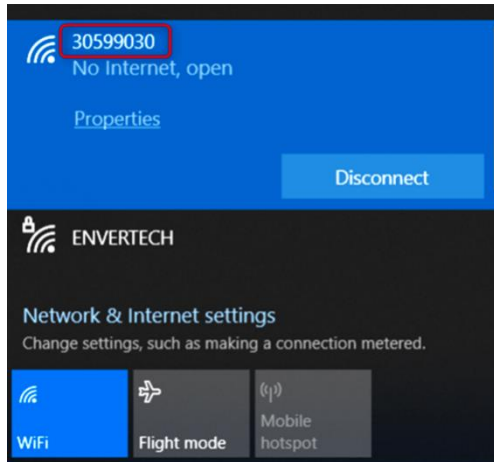 30599030
No Internet, open
Properties
Disconnect
ENVERTECH
Network & Internet settings
Change settings, such as making a connection metered.
WiFi
Flight mode
Mobile
hotspot